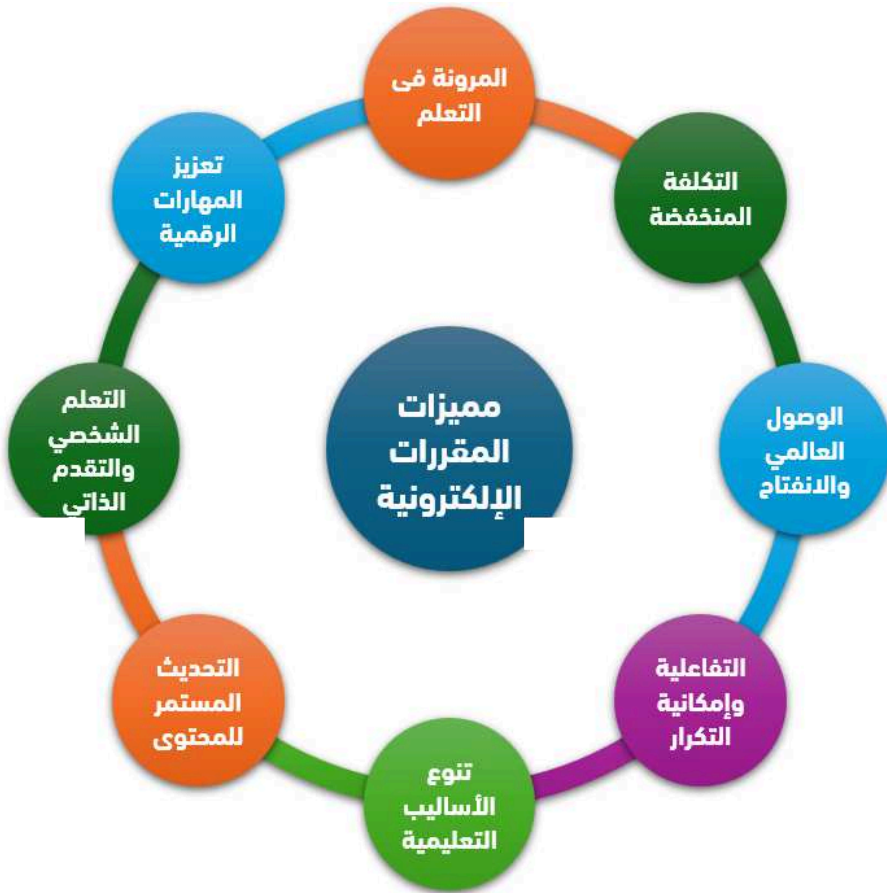 المرونة فى
التعلم
التكلفة
المنخفضة
الوصول
العالمي
والانفتاح
التفاعلية
وإمكانية
التكرار
تنوع
الأساليب
التعليمية
التحديث
المستمر
للمحتوى
التعلم
الشخصي
والتقدم
الذاتي
تعزيز
المهارات
الرقمية
مميزات
المقررات
الإلكترونية